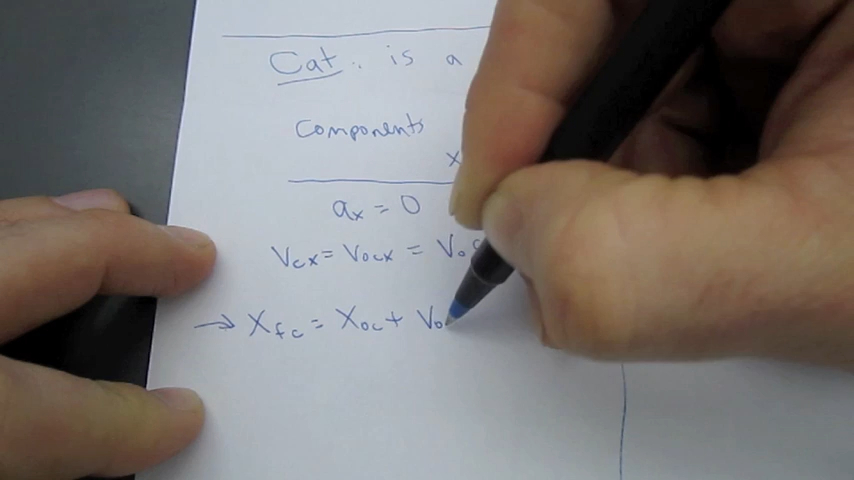 Cat. is a
Components
x
ax = 0
Vcx = Vocx = Vo
→ Xfc = Xoc + Vo